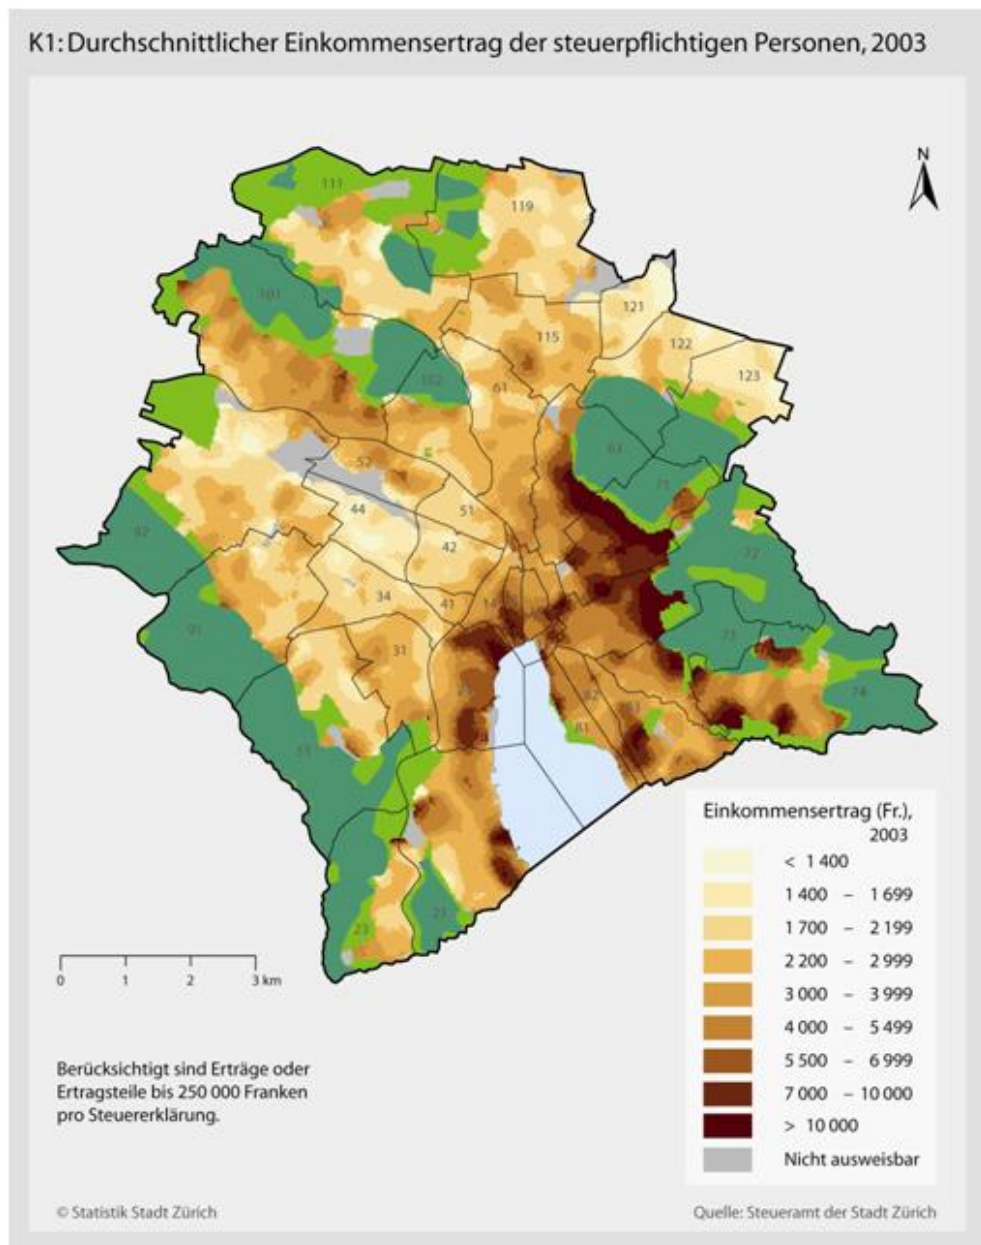 K1: Durchschnittlicher Einkommensertrag der steuerpflichtigen Personen, 2003
N
111
119
101
121
115
122
123
102
61
63
52
71
44
51
92
42
72
34
41
14
91
73
31
74
82
83
81
33
21
23
Einkommensertrag (Fr.),
2003
< 1 400
1 400 – 1 699
1 700 – 2 199
2 200 – 2 999
3 000 – 3 999
4 000 – 5 499
5 500 – 6 999
7 000 – 10 000
> 10 000
Nicht ausweisbar
0 1 2 3 km
Berücksichtigt sind Erträge oder
Ertragsteile bis 250 000 Franken
pro Steuererklärung.
© Statistik Stadt Zürich
Quelle: Steueramt der Stadt Zürich